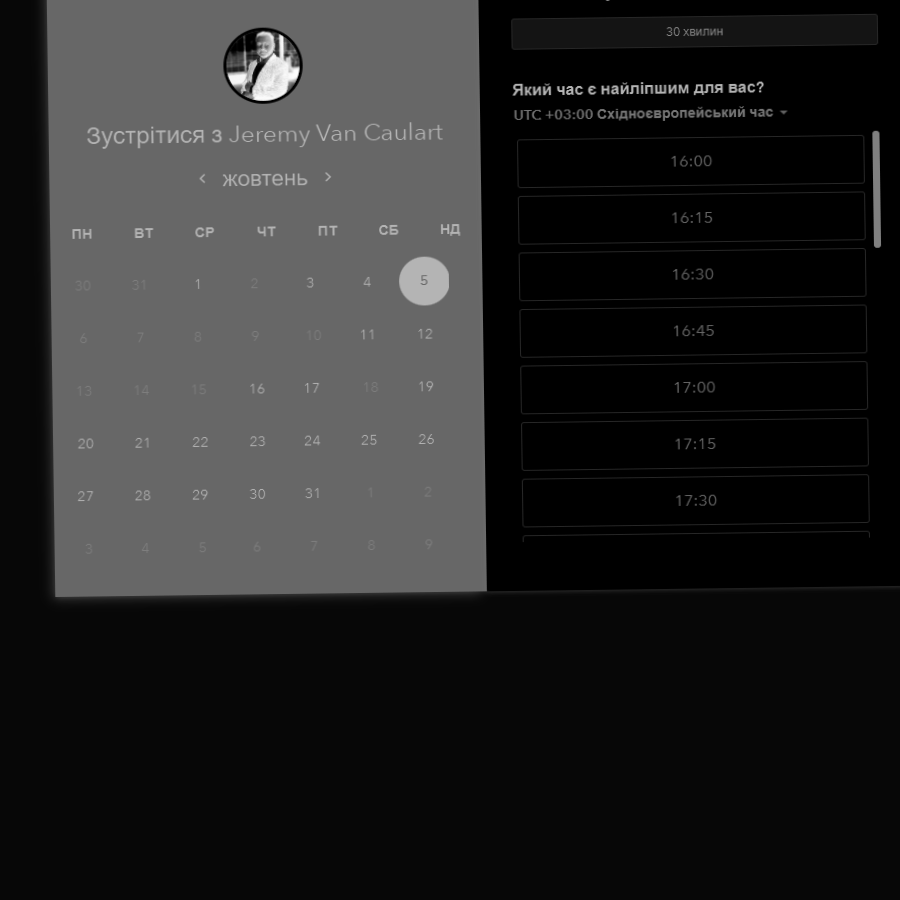 Зустрітися з Jeremy Van Caulart
жовтень
ПН ВТ СР ЧТ ПТ СБ НД
30 31 1 2 3 4 5
6 7 8 9 10 11 12
13 14 15 16 17 18 19
20 21 22 23 24 25 26
27 28 29 30 31 1 2
3 4 5 6 7 8 9
30 хвилин
Який час є найліпшим для вас?
UTC +03:00 Східноєвропейський час
16:00
16:15
16:30
16:45
17:00
17:15
17:30